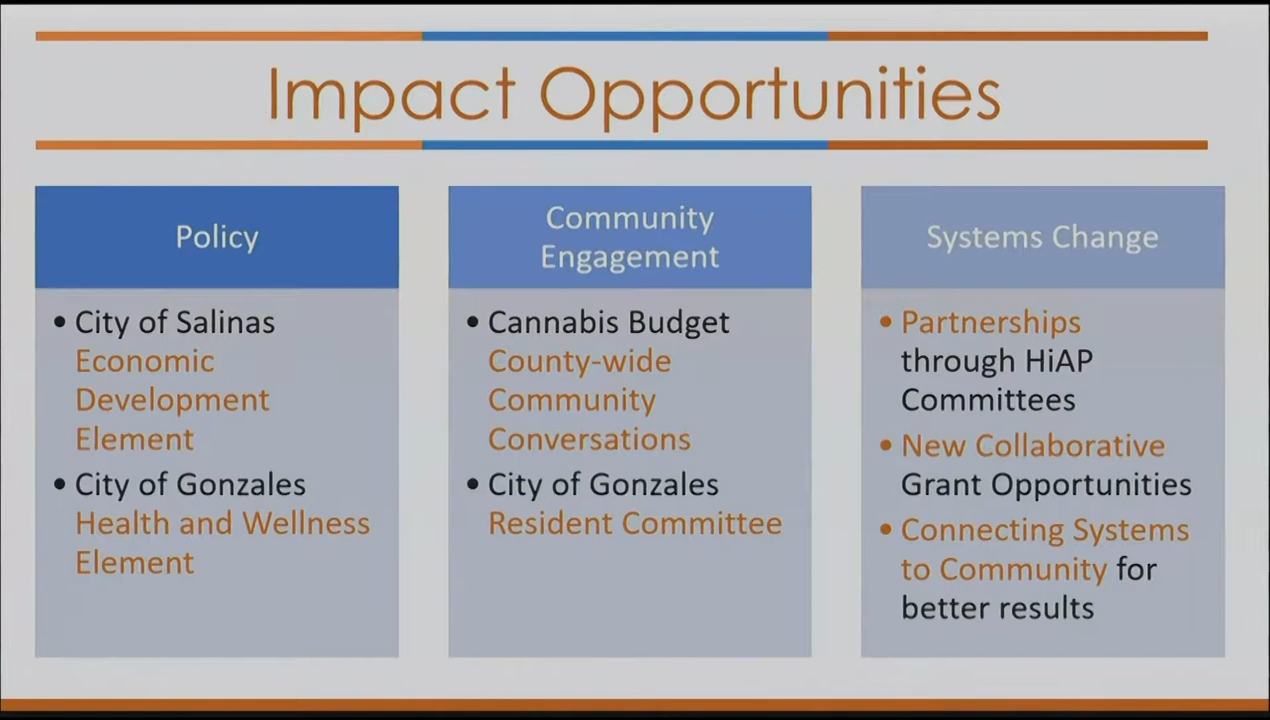 Impact Opportunities
Policy
• City of Salinas
Economic
Development
Element
• City of Gonzales
Health and Wellness
Element
Community
Engagement
• Cannabis Budget
County-wide
Community
Conversations
• City of Gonzales
Resident Committee
Systems Change
• Partnerships
through HiAP
Committees
• New Collaborative
Grant Opportunities
• Connecting Systems
to Community for
better results